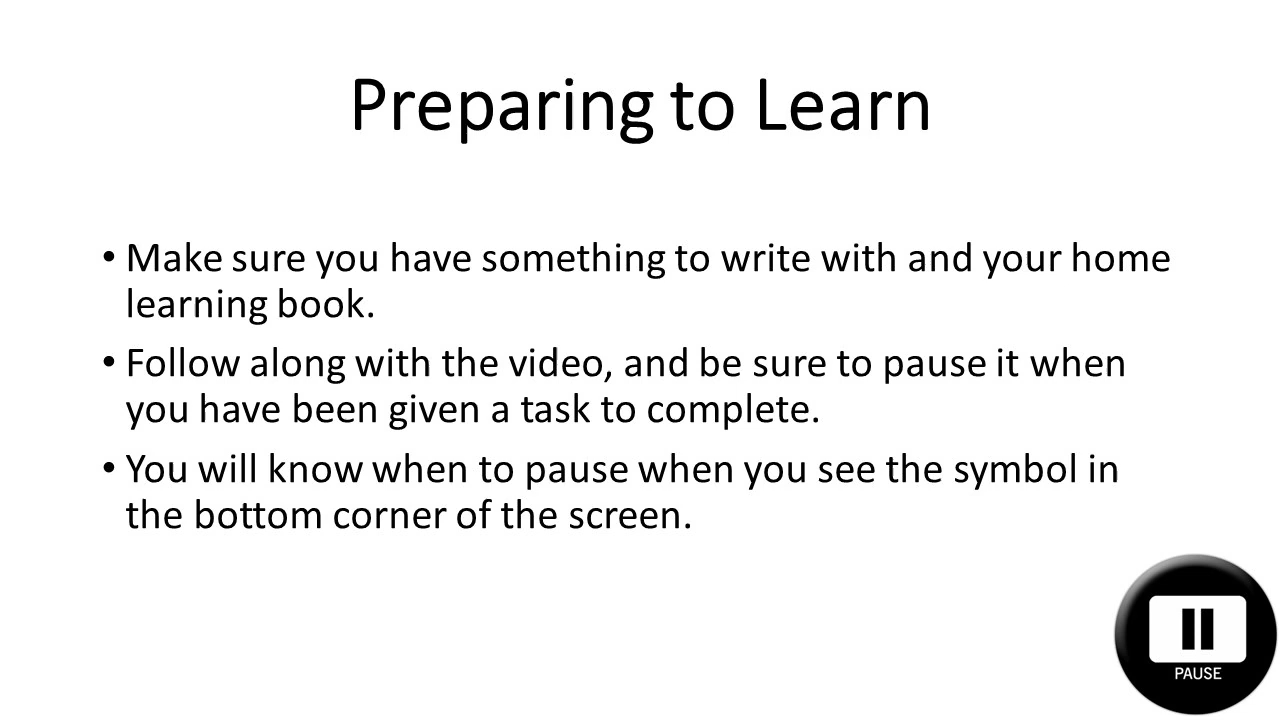 Preparing to Learn
• Make sure you have something to write with and your home
learning book.
• Follow along with the video, and be sure to pause it when
you have been given a task to complete.
• You will know when to pause when you see the symbol in
the bottom corner of the screen.
PAUSE